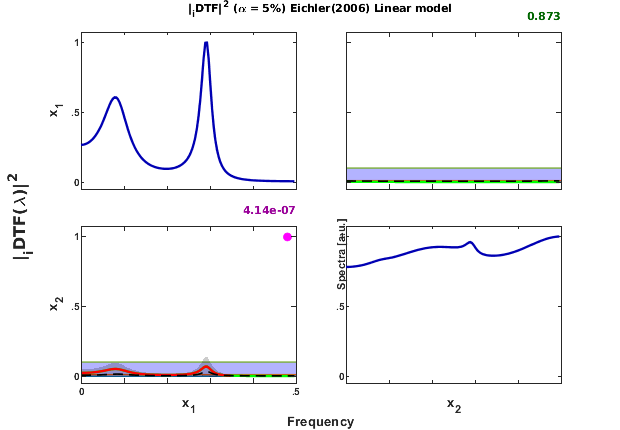 |ᵢDTF|² (α = 5%) Eichler(2006) Linear model
0.873
1
.5
0
x₁
4.14e-07
|ᵢDTF(λ)|²
1
.5
0
x₂
Spectra [a.u.]
1
.5
0
0
.5
x₁
x₂
Frequency